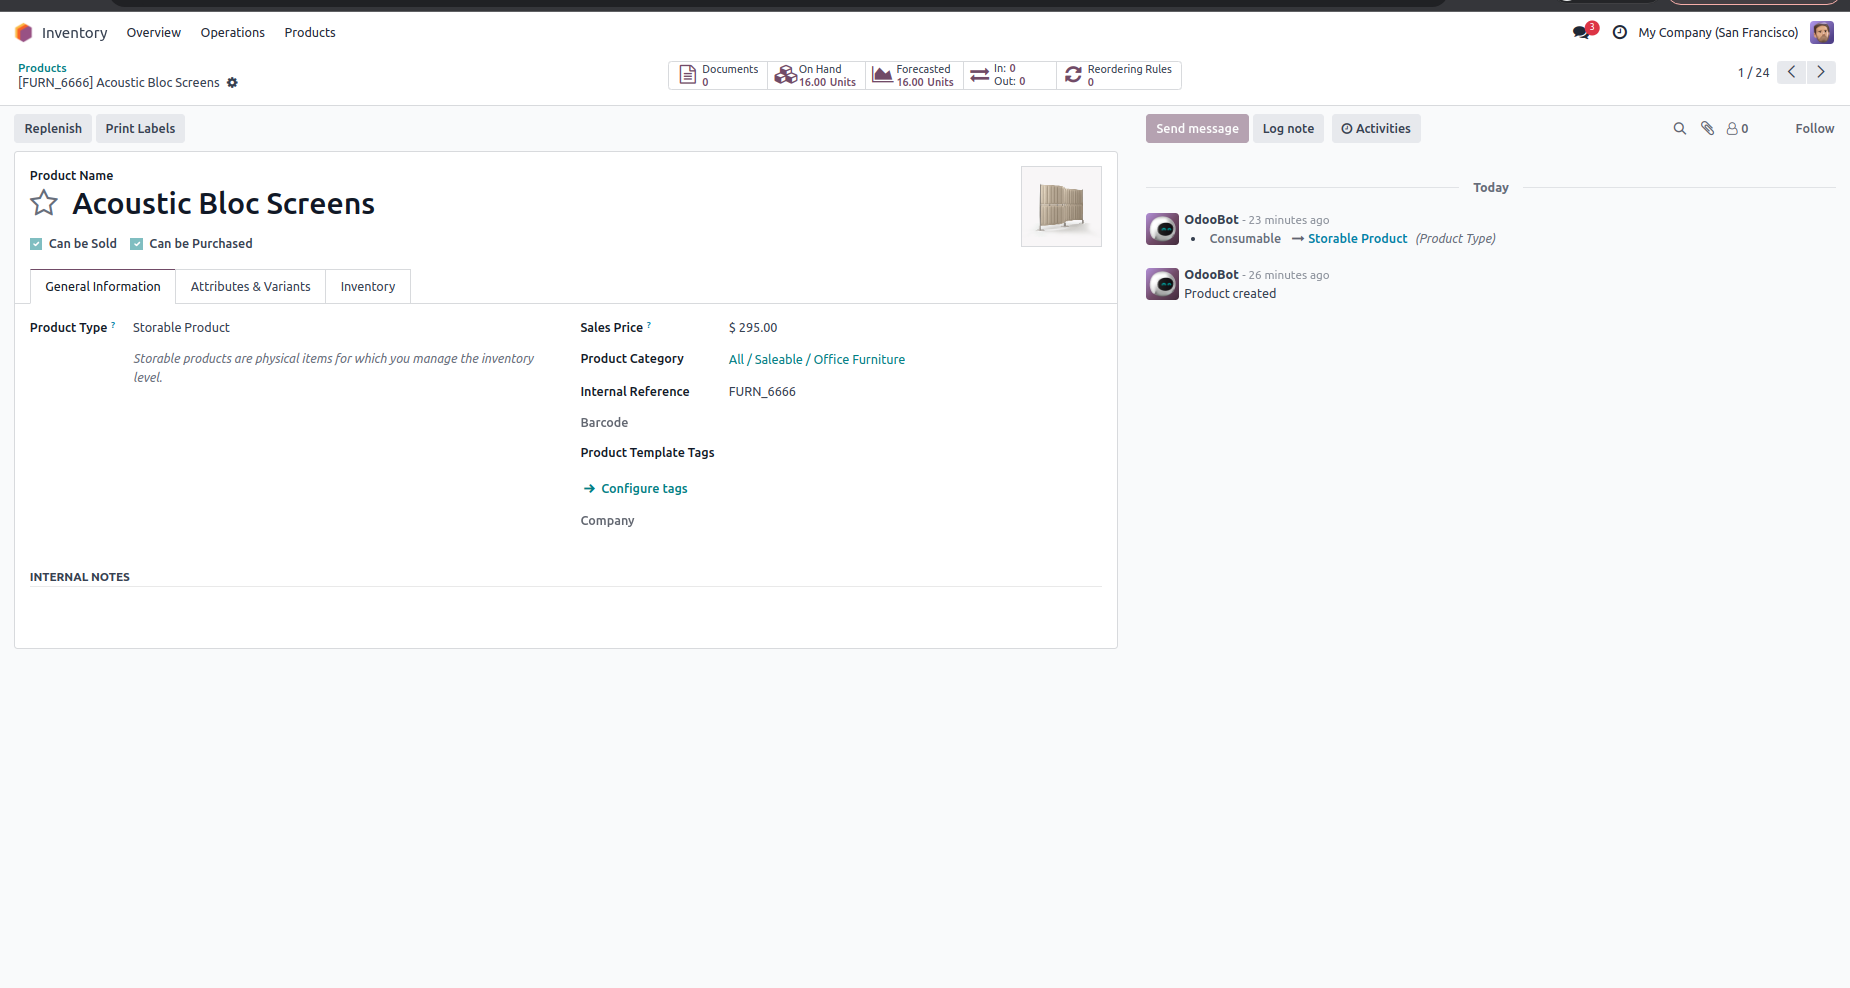 Inventory Overview Operations Products
3 My Company (San Francisco)
Products
[FURN_6666] Acoustic Bloc Screens
Documents
0
On Hand
16.00 Units
Forecasted
16.00 Units
In: 0
Out: 0
Reordering Rules
0
1 / 24
Replenish Print Labels
Send message Log note Activities 0 Follow
Product Name
Acoustic Bloc Screens
Can be Sold Can be Purchased
General Information Attributes & Variants Inventory
Product Type ? Storable Product
Storable products are physical items for which you manage the inventory
level.
Sales Price ? $ 295.00
Product Category All / Saleable / Office Furniture
Internal Reference FURN_6666
Barcode
Product Template Tags
→ Configure tags
Company
INTERNAL NOTES
Today
OdooBot - 23 minutes ago
• Consumable → Storable Product (Product Type)
OdooBot - 26 minutes ago
Product created